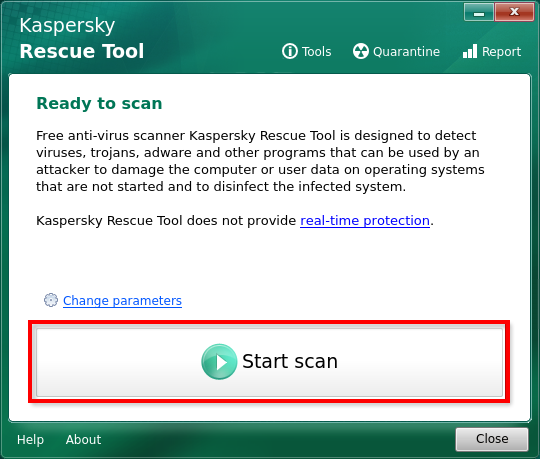 Kaspersky
Rescue Tool
Tools
Quarantine
Report
Ready to scan
Free anti-virus scanner Kaspersky Rescue Tool is designed to detect
viruses, trojans, adware and other programs that can be used by an
attacker to damage the computer or user data on operating systems
that are not started and to disinfect the infected system.
Kaspersky Rescue Tool does not provide real-time protection.
Change parameters
Start scan
Help
About
Close